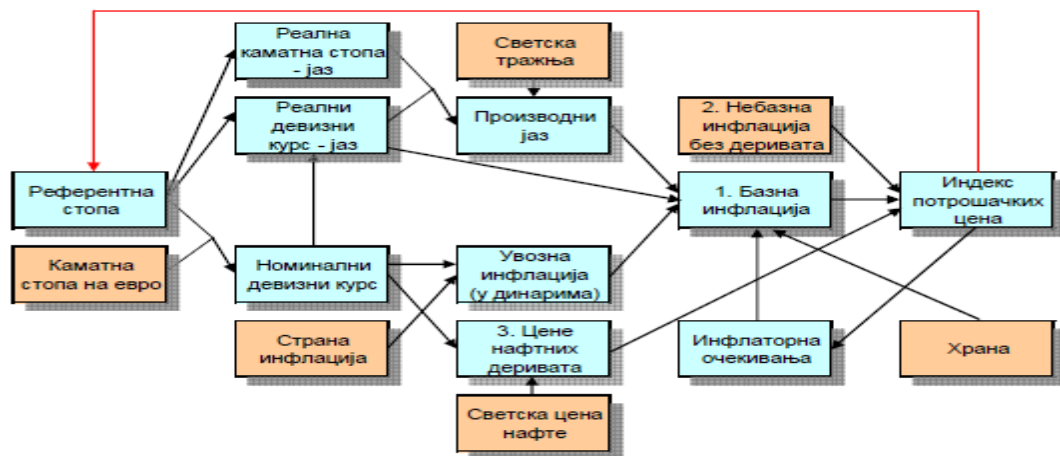 Реална
каматна стопа
- јаз
Светска
тражња
Реални
девизни
курс - јаз
Производни
јаз
2. Небазна
инфлација
без деривата
Референтна
стопа
1. Базна
инфлација
Индекс
потрошачких
цена
Каматна
стопа на евро
Номинални
девизни курс
Увозна
инфлација
(у динарима)
Страна
инфлација
3. Цене
нафтних
деривата
Инфлаторна
очекивања
Храна
Светска цена
нафте